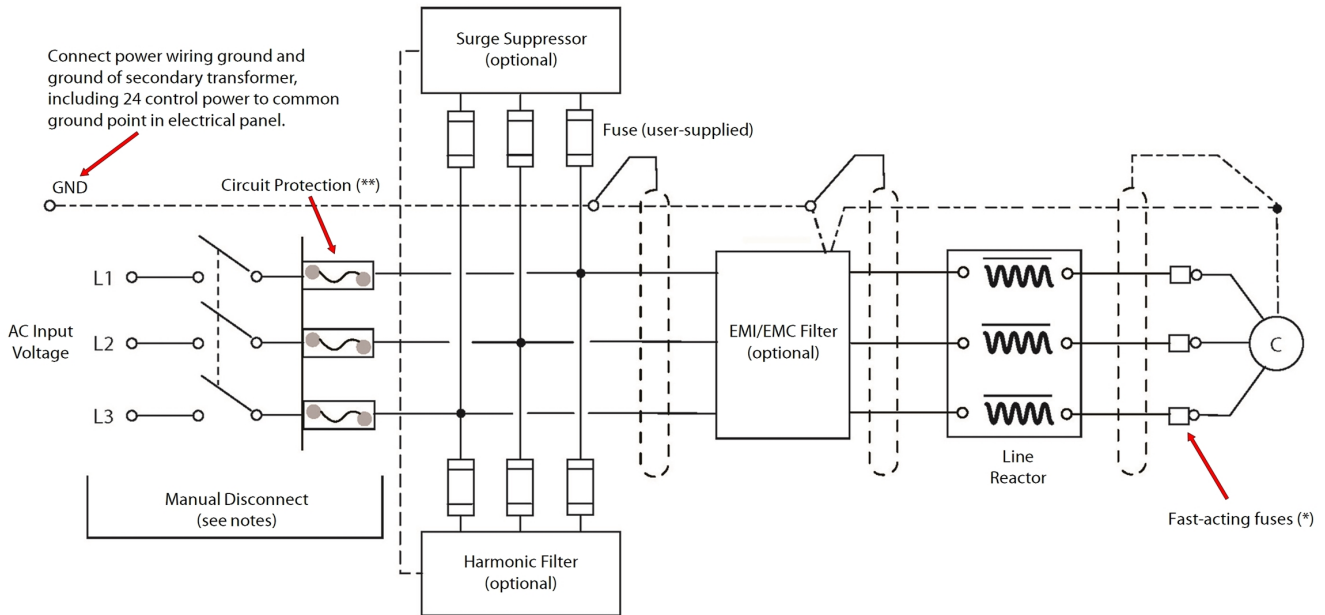 Surge Suppressor
(optional)
Connect power wiring ground and
ground of secondary transformer,
including 24 control power to common
ground point in electrical panel.
Fuse (user-supplied)
GND
Circuit Protection (**)
AC Input
Voltage
L1
L2
L3
EMI/EMC Filter
(optional)
C
Line
Reactor
Manual Disconnect
(see notes)
Fast-acting fuses (*)
Harmonic Filter
(optional)